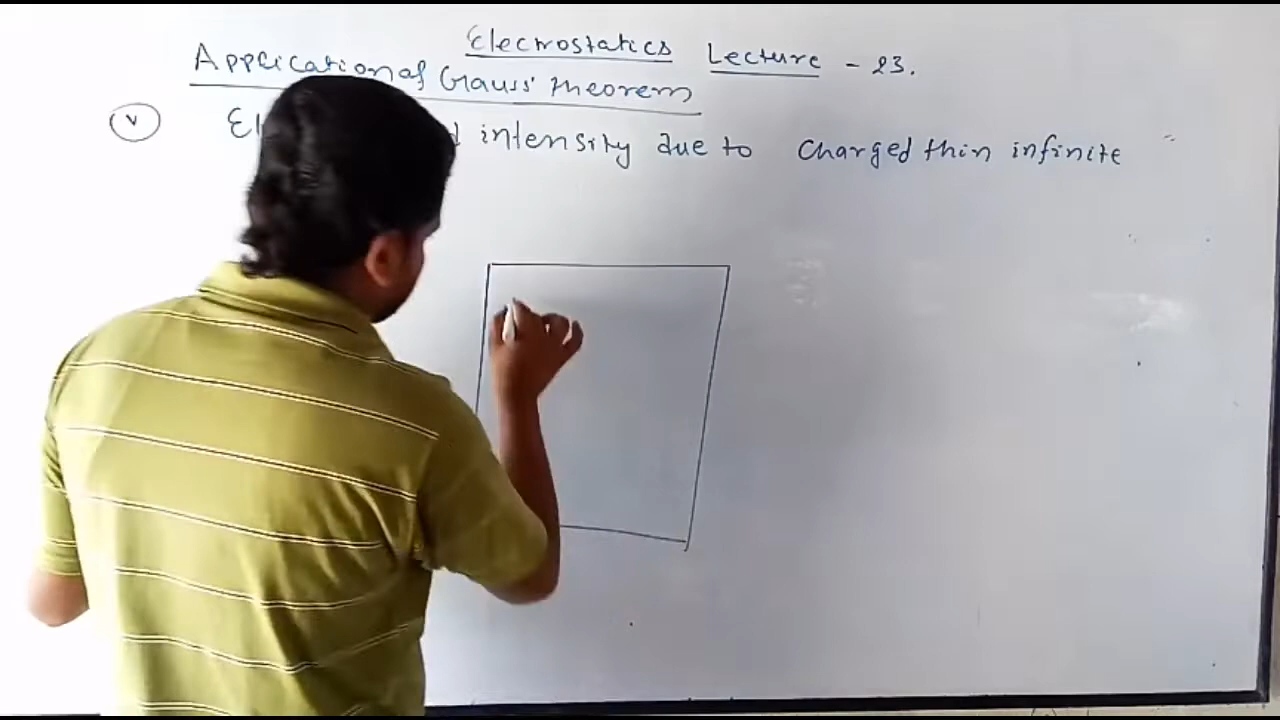 Electrostatics Lecture - 23.
Application of Gauss' theorem
v intensity due to charged thin infinite